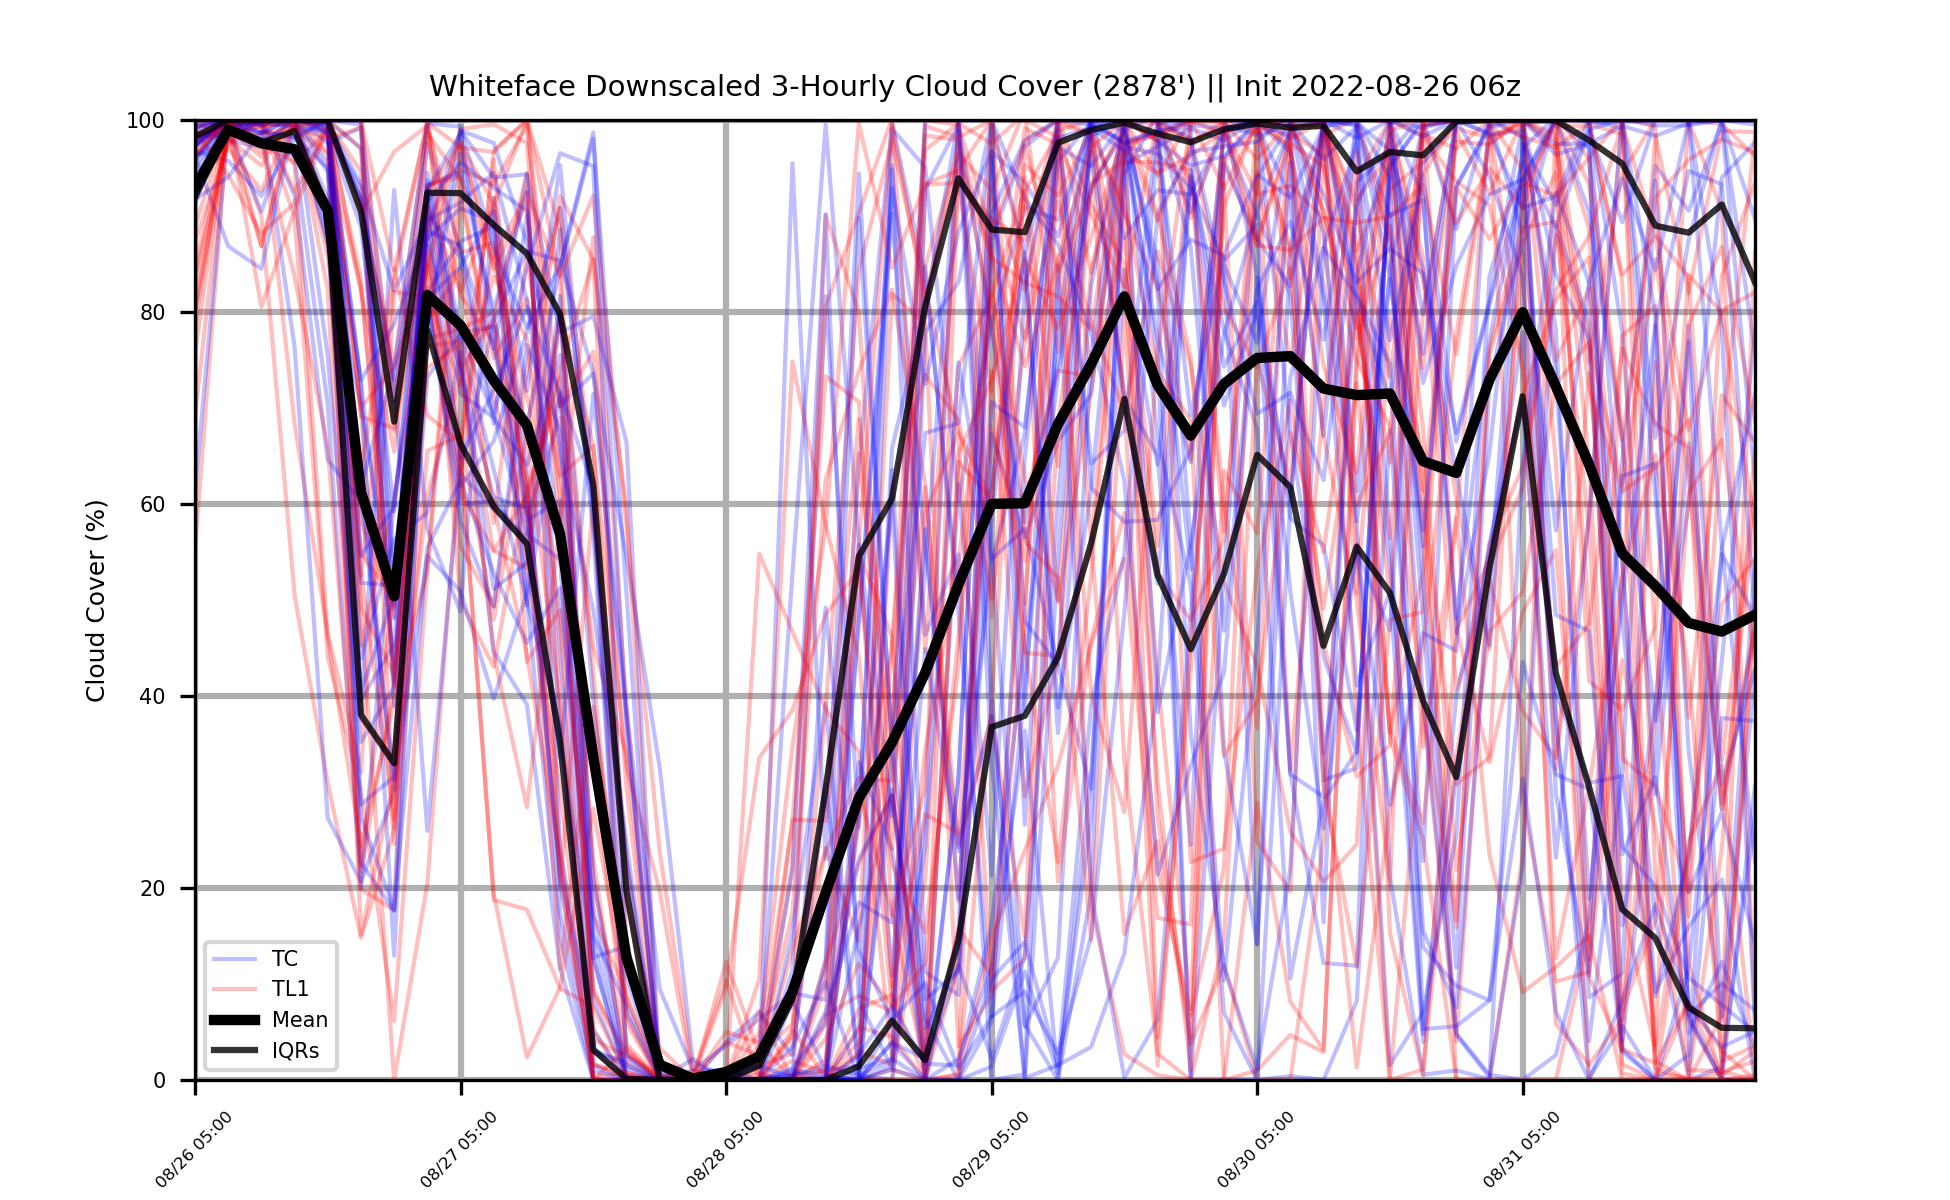 Whiteface Downscaled 3-Hourly Cloud Cover (2878') || Init 2022-08-26 06z
Cloud Cover (%)
100
80
60
40
20
0
TC
TL1
Mean
IQRs
08/26 05:00
08/27 05:00
08/28 05:00
08/29 05:00
08/30 05:00
08/31 05:00